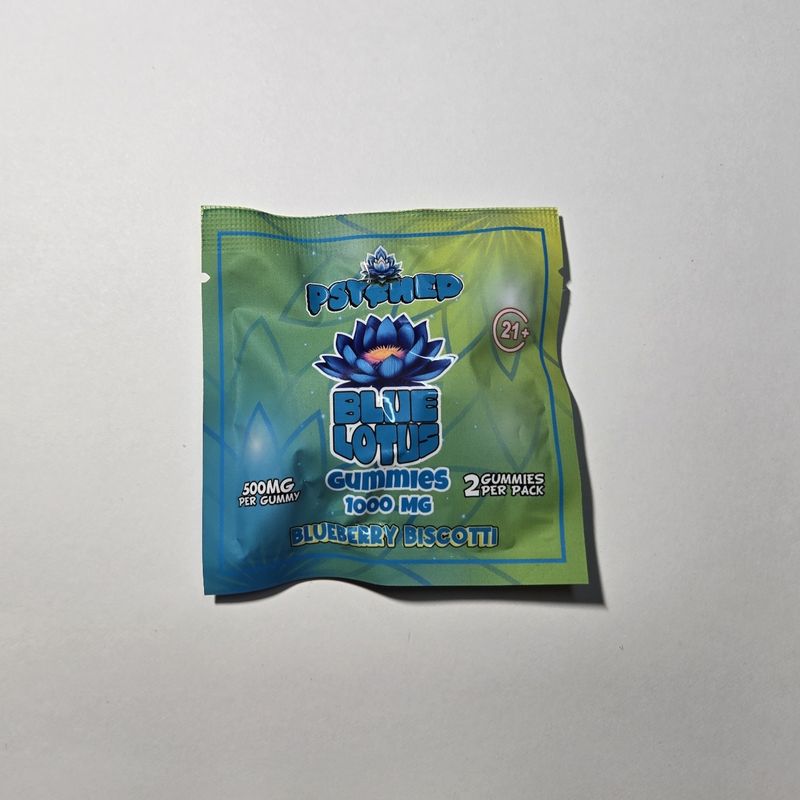 PSYCHED
21+
BLUE
LOTUS
GUMMIES
1000 MG
500MG
PER GUMMY
2 GUMMIES
PER PACK
BLUEBERRY BISCOTTI